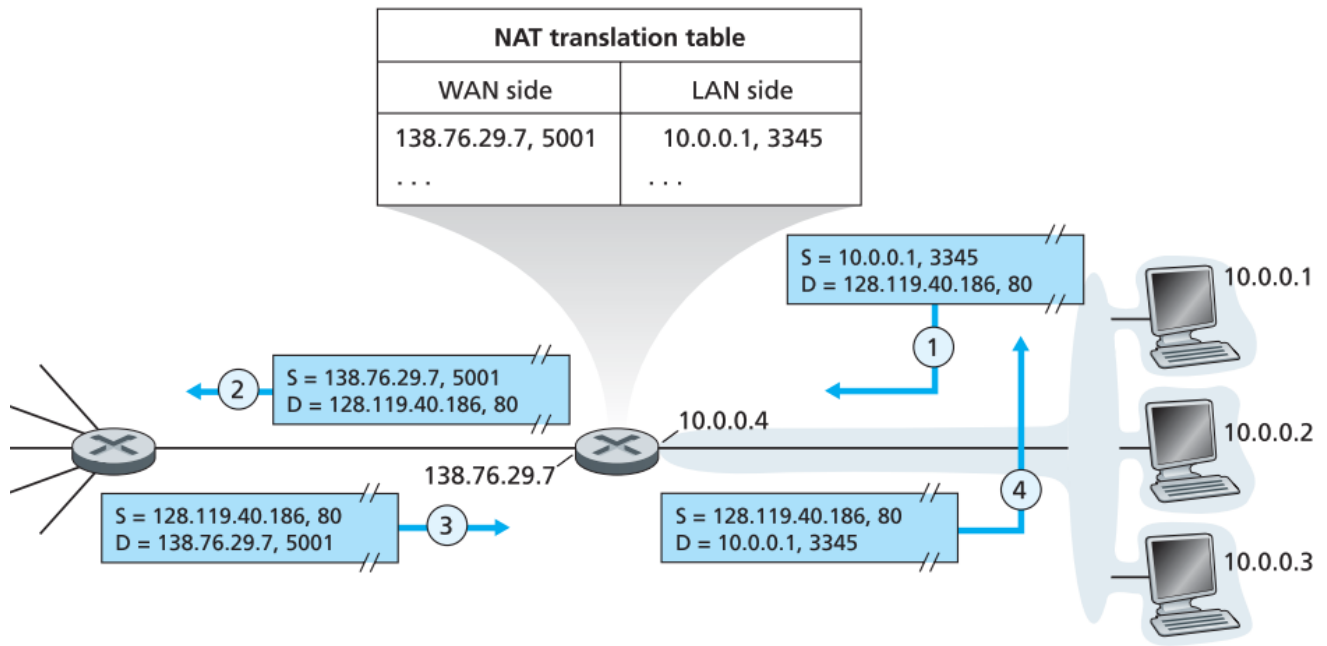 NAT translation table
WAN side LAN side
138.76.29.7, 5001 10.0.0.1, 3345
. . . . . .
S = 10.0.0.1, 3345
D = 128.119.40.186, 80
10.0.0.1
1
2
S = 138.76.29.7, 5001
D = 128.119.40.186, 80
10.0.0.4
10.0.0.2
138.76.29.7
4
S = 128.119.40.186, 80
D = 138.76.29.7, 5001
3
S = 128.119.40.186, 80
D = 10.0.0.1, 3345
10.0.0.3